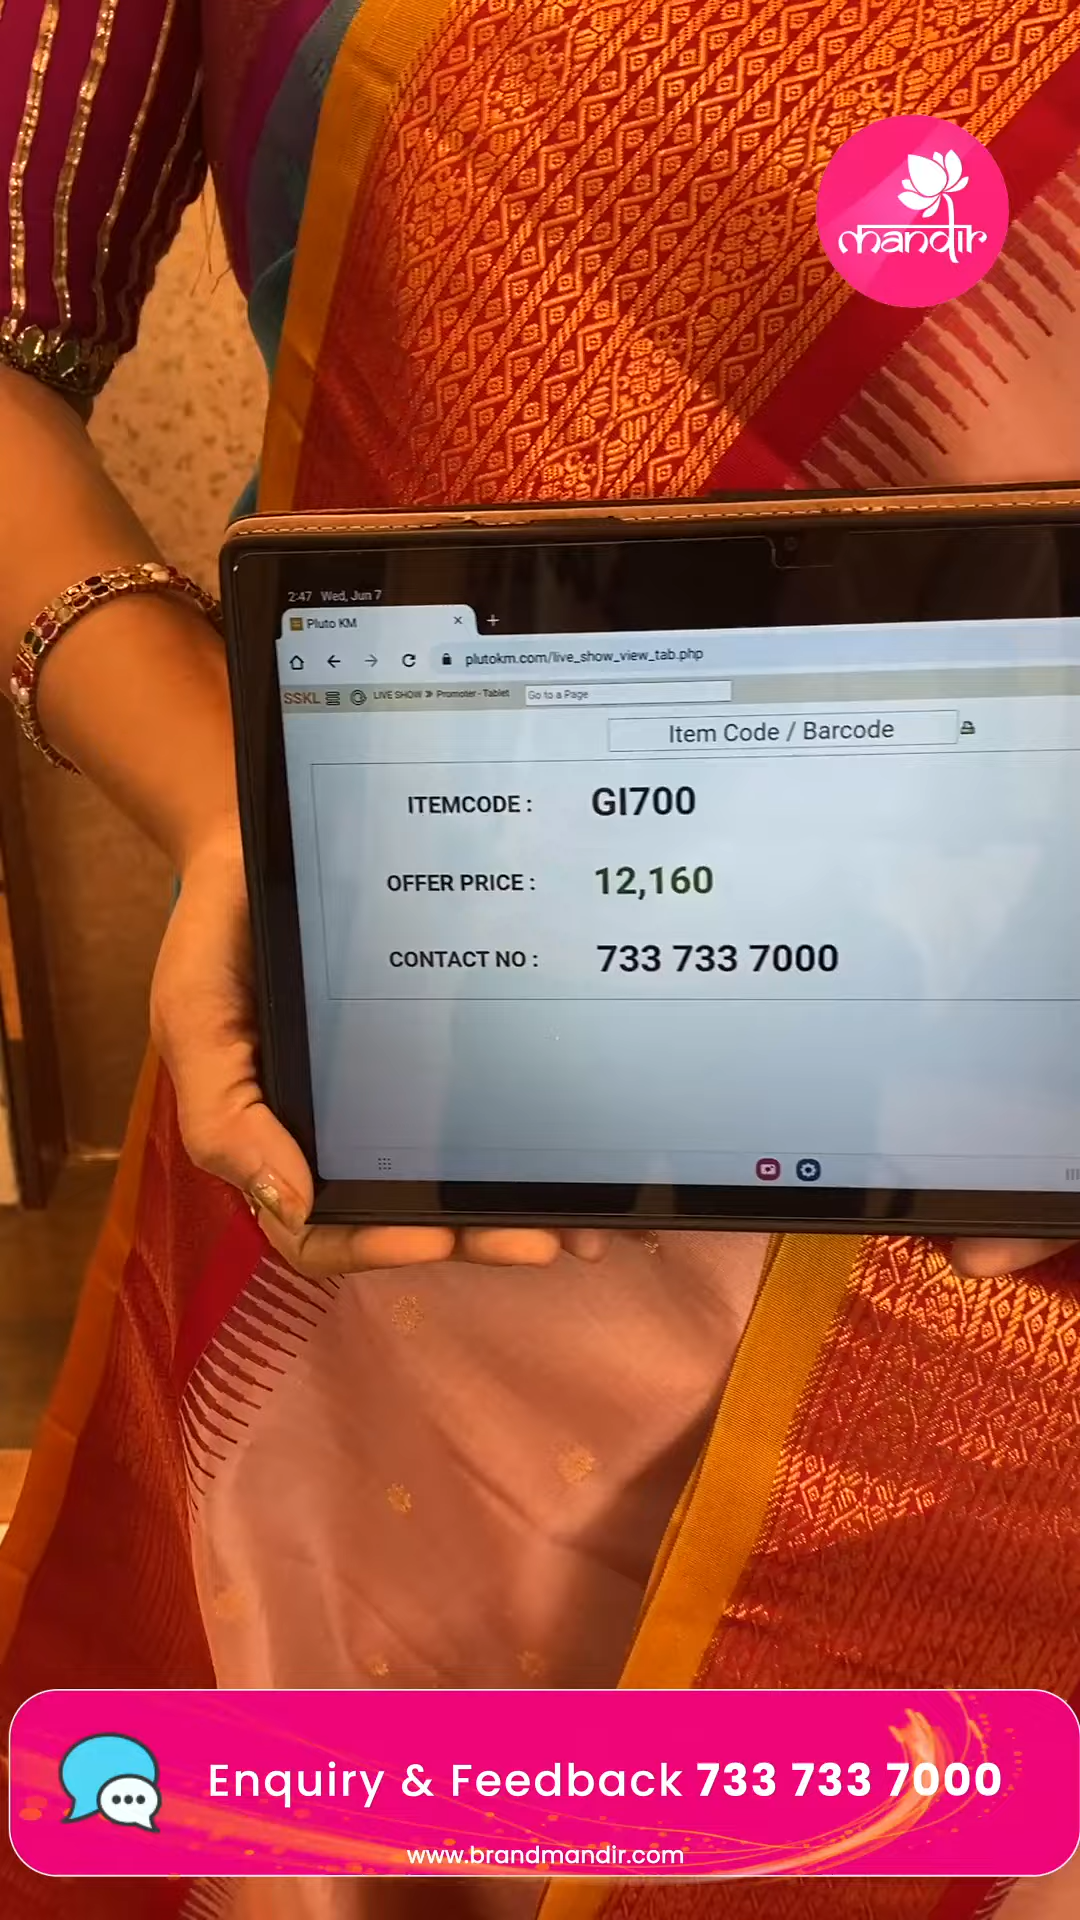 mandir
2:47 Wed, Jun 7
Pluto KM
plutokm.com/live_show_view_tab.php
SSKL LIVE SHOW » Promoter - Tablet Go to a Page
Item Code / Barcode
ITEMCODE : GI700
OFFER PRICE : 12,160
CONTACT NO : 733 733 7000
Enquiry & Feedback 733 733 7000
www.brandmandir.com